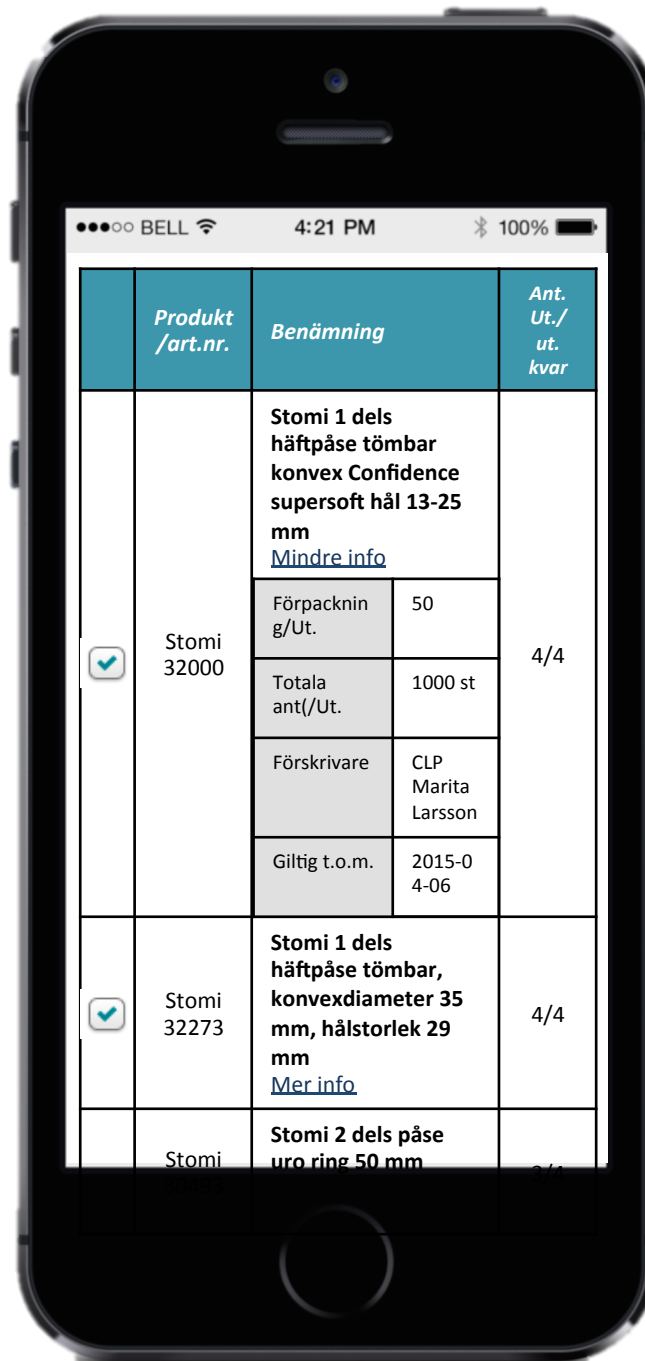 BELL 4:21 PM 100%
Produkt
/art.nr.
Benämning
Ant.
Ut./
ut.
kvar
Stomi
32000
Stomi 1 dels
häftpåse tömbar
konvex Confidence
supersoft hål 13-25
mm
Mindre info
Förpacknin
g/Ut.
50
Totala
ant(/Ut.
1000 st
Förskrivare
CLP
Marita
Larsson
Giltig t.o.m.
2015-0
4-06
4/4
Stomi
32273
Stomi 1 dels
häftpåse tömbar,
konvexdiameter 35
mm, hålstorlek 29
mm
Mer info
4/4
Stomi
Stomi 2 dels påse
uro ring 50 mm
3/4